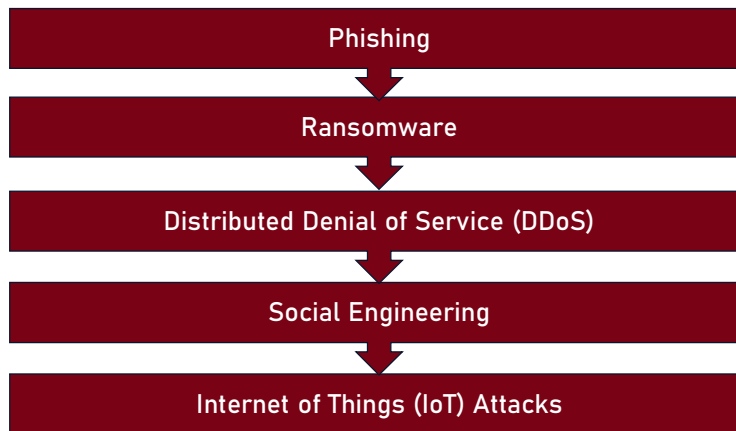 Phishing
Ransomware
Distributed Denial of Service (DDoS)
Social Engineering
Internet of Things (IoT) Attacks